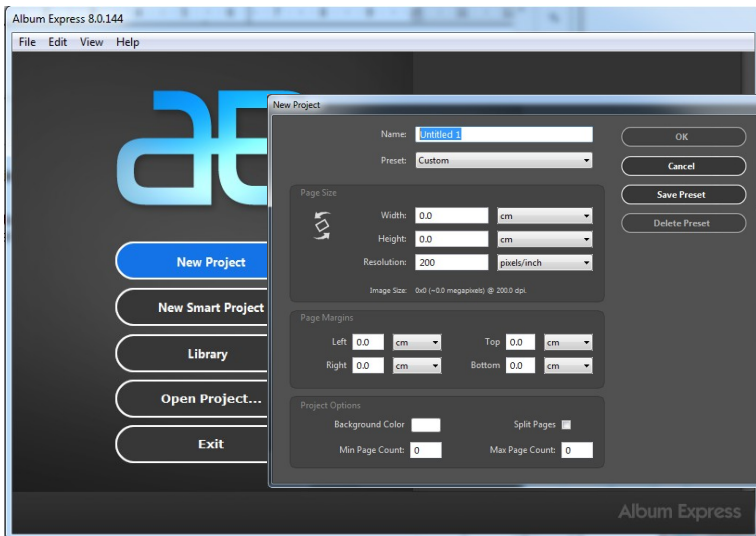 Album Express 8.0.144
File Edit View Help
aE
New Project
New Smart Project
Library
Open Project...
Exit
New Project
Name: Untitled 1
Preset: Custom
OK
Cancel
Save Preset
Delete Preset
Page Size
Width: 0.0 cm
Height: 0.0 cm
Resolution: 200 pixels/inch
Image Size: 0x0 (~0.0 megapixels) @ 200.0 dpi.
Page Margins
Left 0.0 cm Top 0.0 cm
Right 0.0 cm Bottom 0.0 cm
Project Options
Background Color Split Pages
Min Page Count: 0 Max Page Count: 0
Album Express